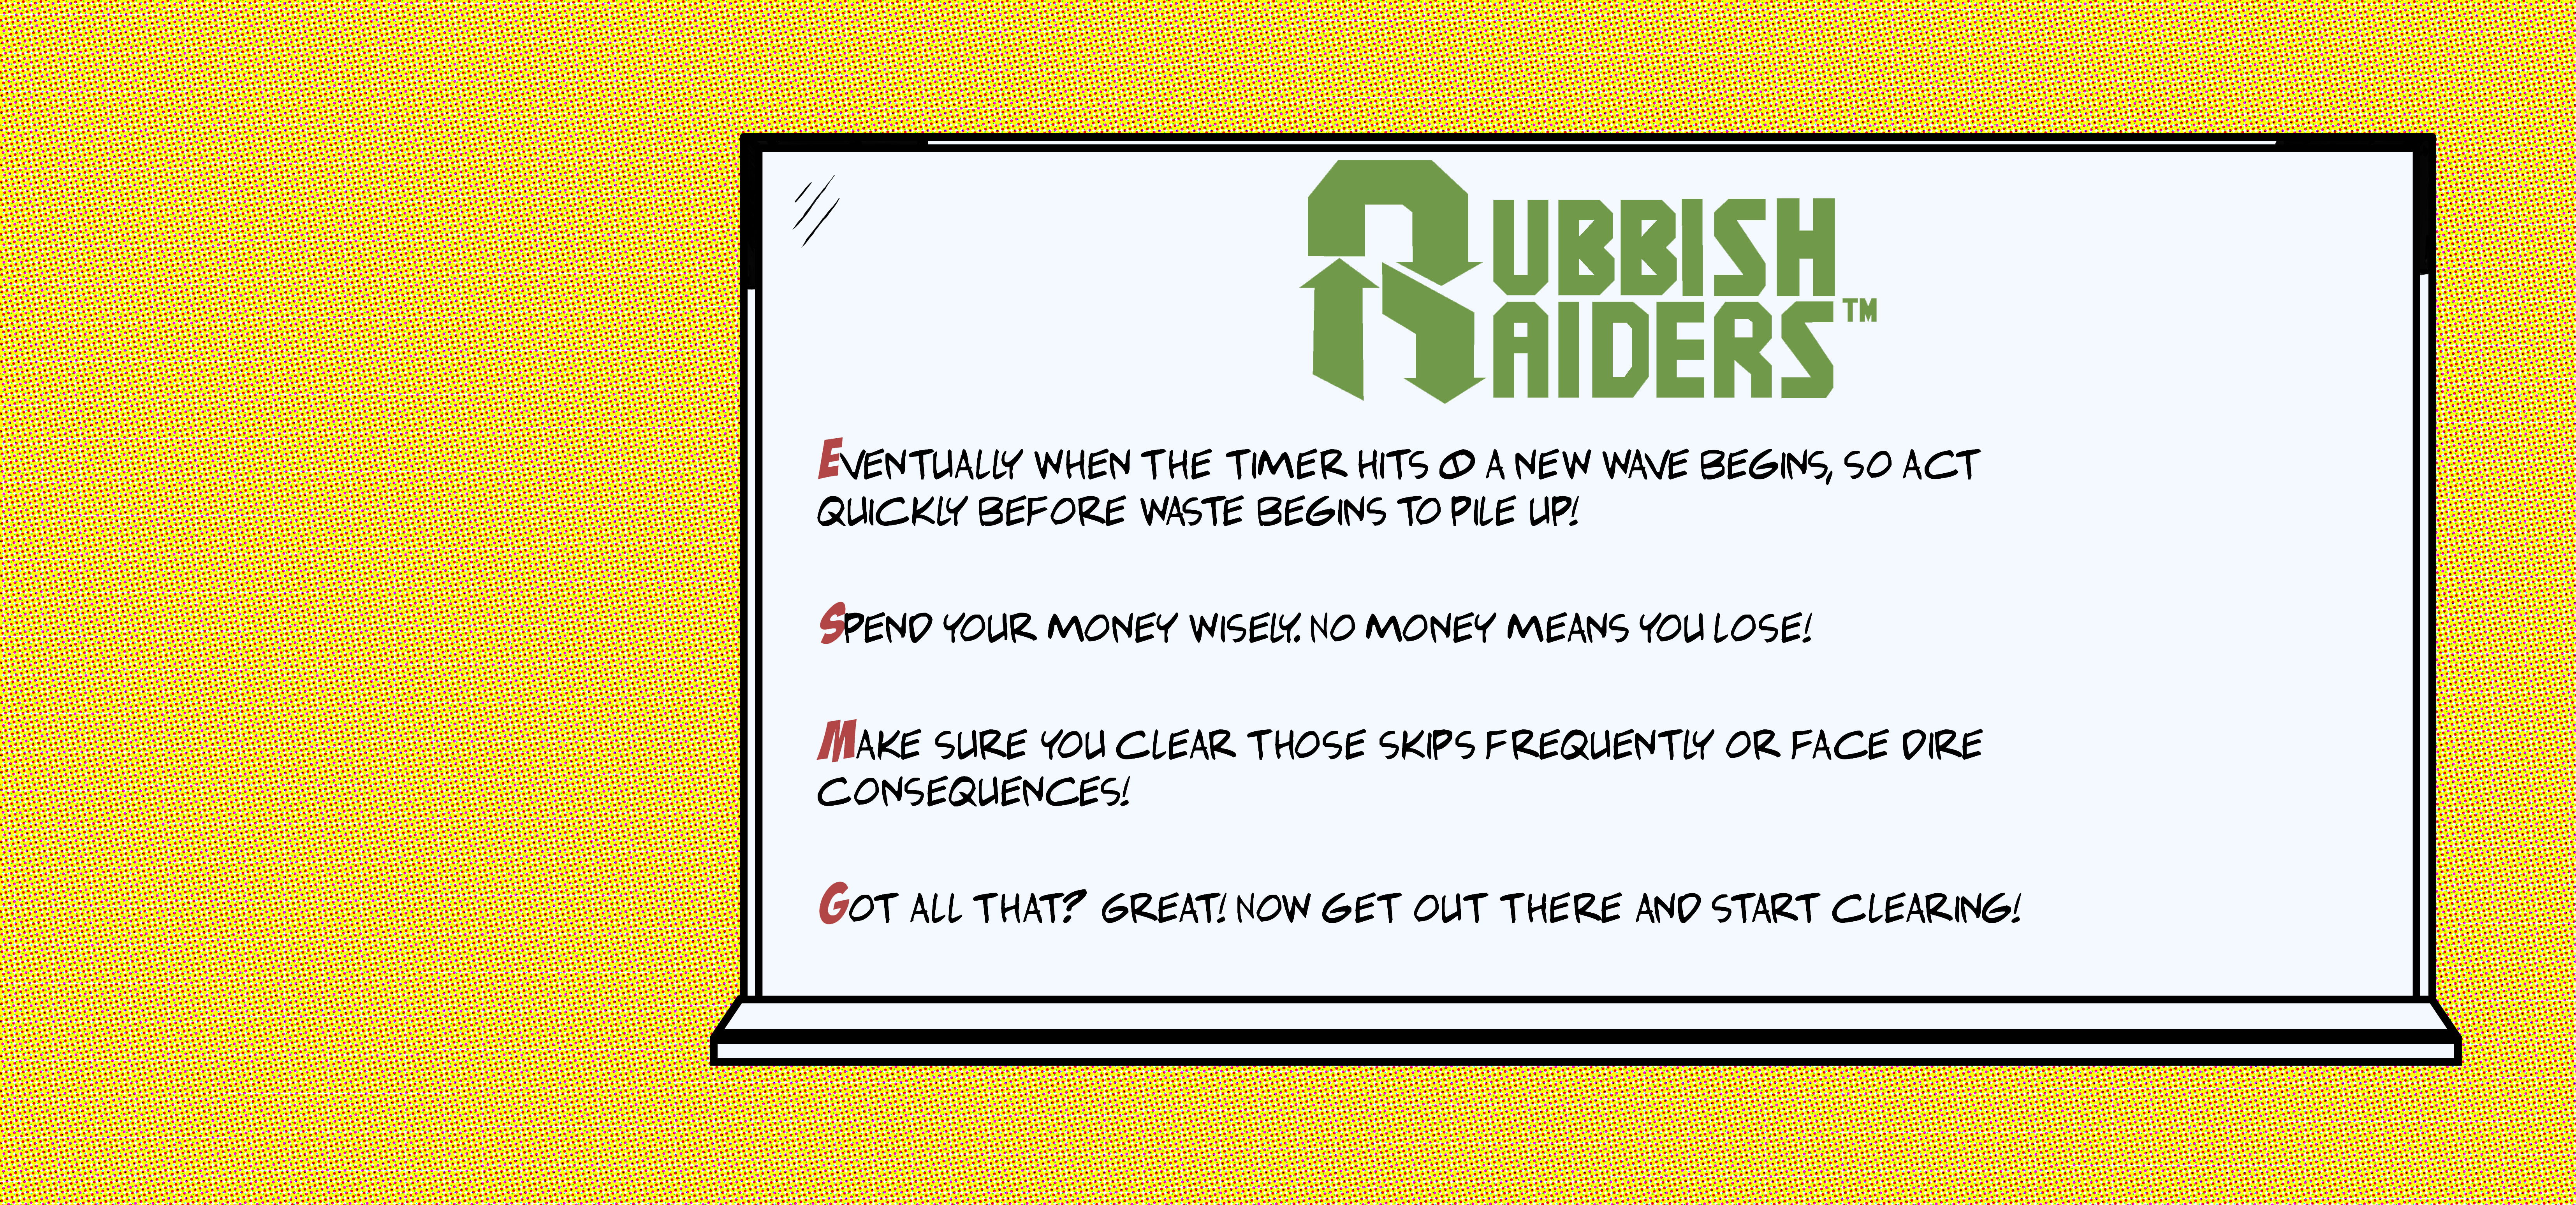 RUBBISH
RAIDERS™
EVENTUALLY WHEN THE TIMER HITS 0 A NEW WAVE BEGINS, SO ACT
QUICKLY BEFORE WASTE BEGINS TO PILE UP!
SPEND YOUR MONEY WISELY. NO MONEY MEANS YOU LOSE!
MAKE SURE YOU CLEAR THOSE SKIPS FREQUENTLY OR FACE DIRE
CONSEQUENCES!
GOT ALL THAT? GREAT! NOW GET OUT THERE AND START CLEARING!